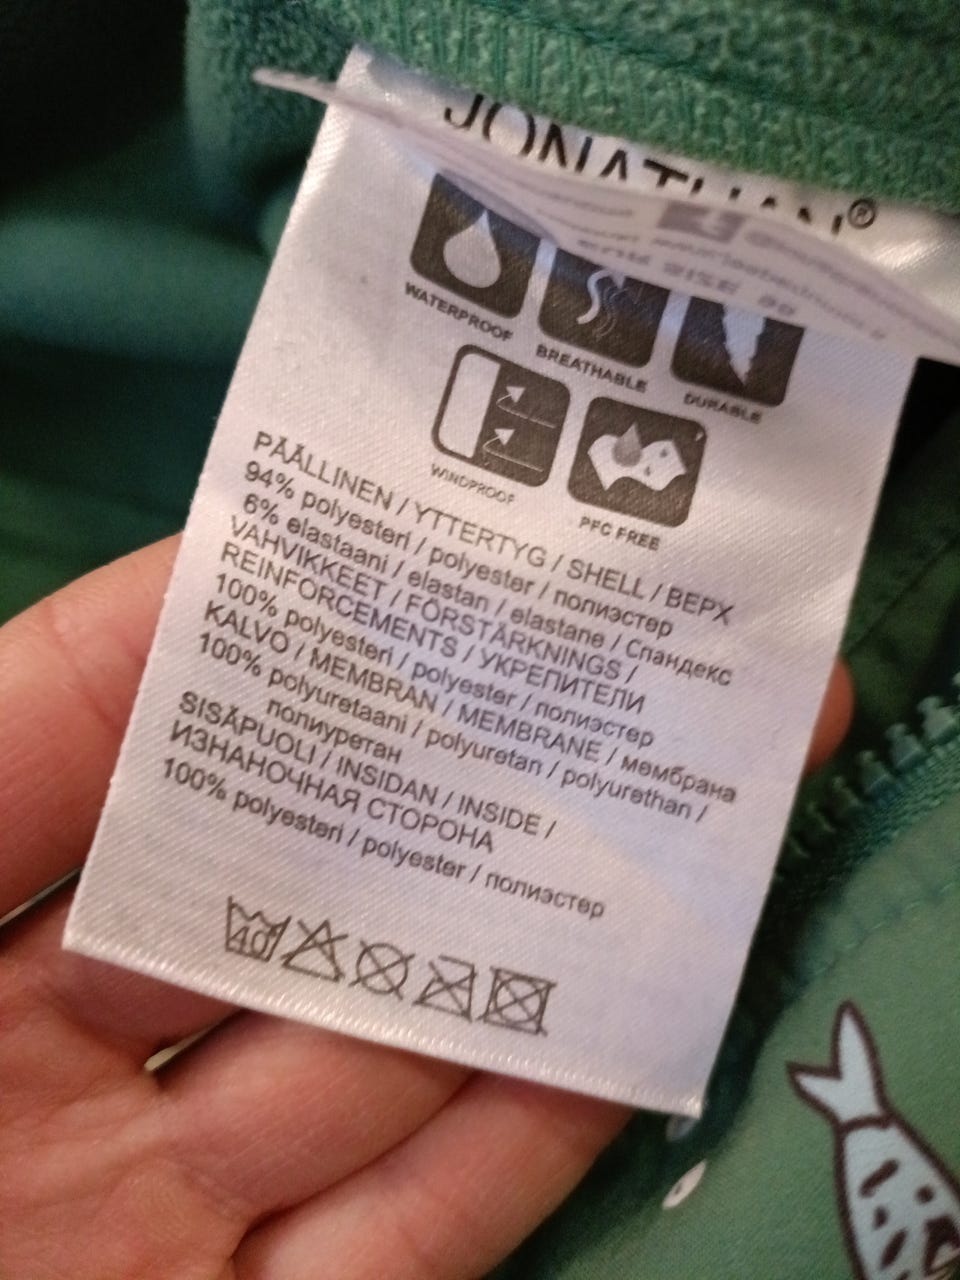 JONATHAN®
WATERPROOF
BREATHABLE
DURABLE
WINDPROOF
PFC FREE
PÄÄLLINEN / YTTERTYG / SHELL / ВЕРХ
94% polyesteri / polyester / полиэстер
6% elastaani / elastan / elastane / Спандекс
VAHVIKKEET / FÖRSTÄRKNINGS /
REINFORCEMENTS / УКРЕПИТЕЛИ
100% polyesteri / polyester / полиэстер
KALVO / MEMBRAN / MEMBRANE / мембрана
100% polyuretaani / polyuretan / polyurethan /
полиуретан
SISÄPUOLI / INSIDAN / INSIDE /
ИЗНАНОЧНАЯ СТОРОНА
100% polyesteri / polyester / полиэстер
40